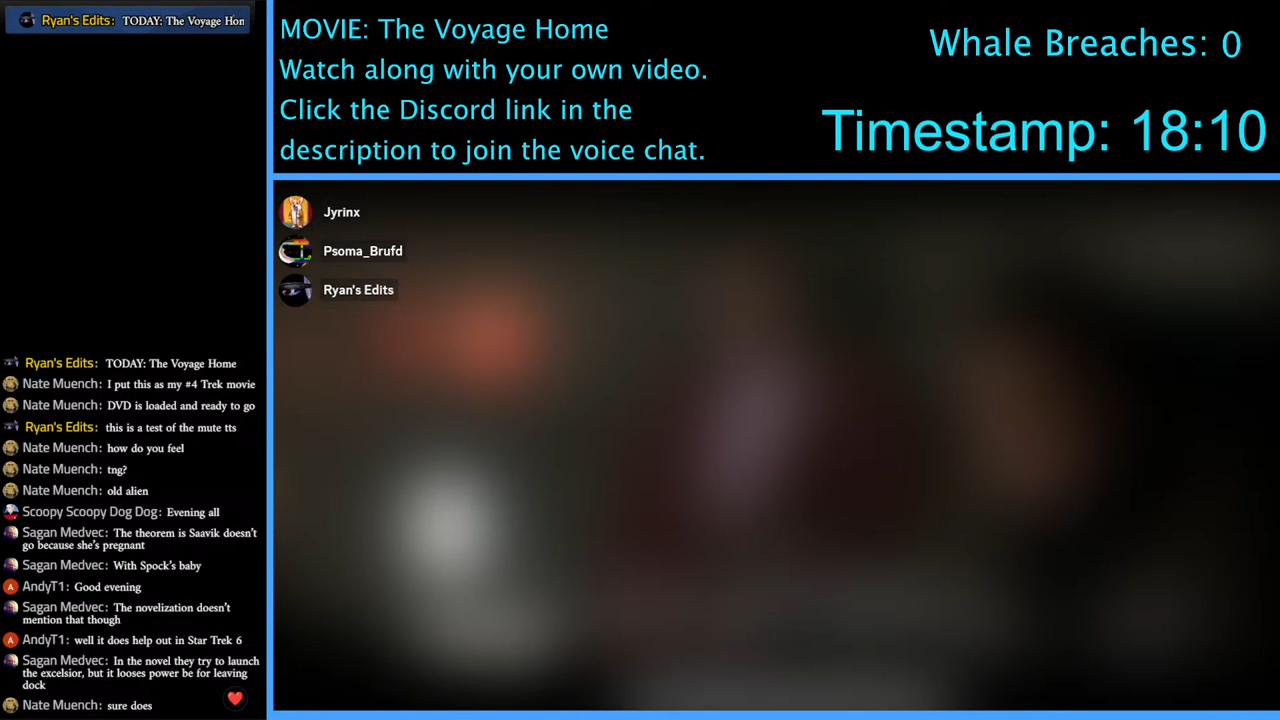 Ryan's Edits: TODAY: The Voyage Hon
MOVIE: The Voyage Home
Watch along with your own video.
Click the Discord link in the
description to join the voice chat.
Whale Breaches: 0
Timestamp: 18:10
Jyrinx
Psoma_Brufd
Ryan's Edits
Ryan's Edits: TODAY: The Voyage Home
Nate Muench: I put this as my #4 Trek movie
Nate Muench: DVD is loaded and ready to go
Ryan's Edits: this is a test of the mute tts
Nate Muench: how do you feel
Nate Muench: tng?
Nate Muench: old alien
Scoopy Scoopy Dog Dog: Evening all
Sagan Medvec: The theorem is Saavik doesn't
go because she's pregnant
Sagan Medvec: With Spock's baby
A AndyT1: Good evening
Sagan Medvec: The novelization doesn't
mention that though
A AndyT1: well it does help out in Star Trek 6
Sagan Medvec: In the novel they try to launch
the excelsior, but it looses power be for leaving
dock
Nate Muench: sure does